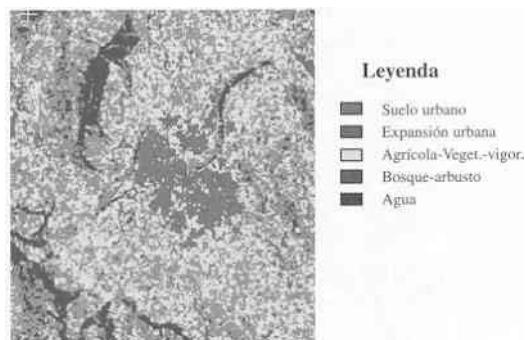 Leyenda
Suelo urbano
Expansión urbana
Agrícola-Veget.-vigor.
Bosque-arbusto
Agua